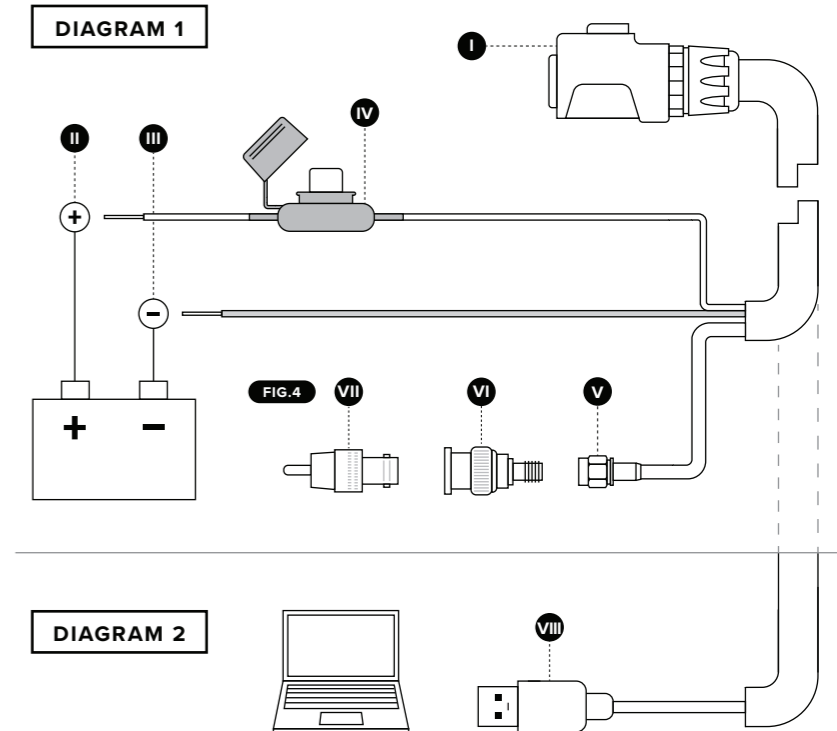 DIAGRAM 1
I
II
III
IV
+
−
+
−
FIG.4
VII
VI
V
DIAGRAM 2
VIII